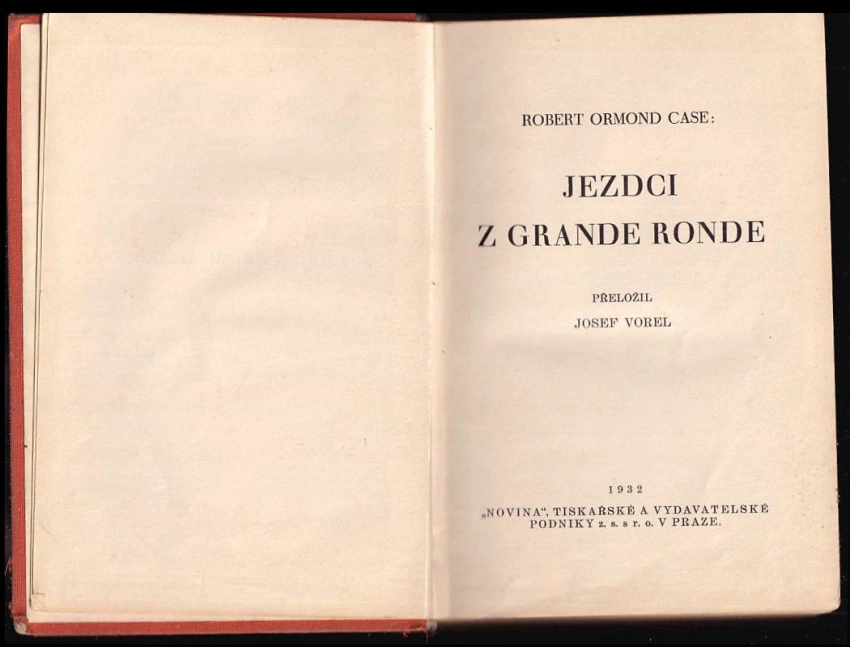 ROBERT ORMOND CASE:
JEZDCI
Z GRANDE RONDE
PŘELOŽIL
JOSEF VOREL
1932
„NOVINA“, TISKAŘSKÉ A VYDAVATELSKÉ
PODNIKY z. s. s r. o. V PRAZE.